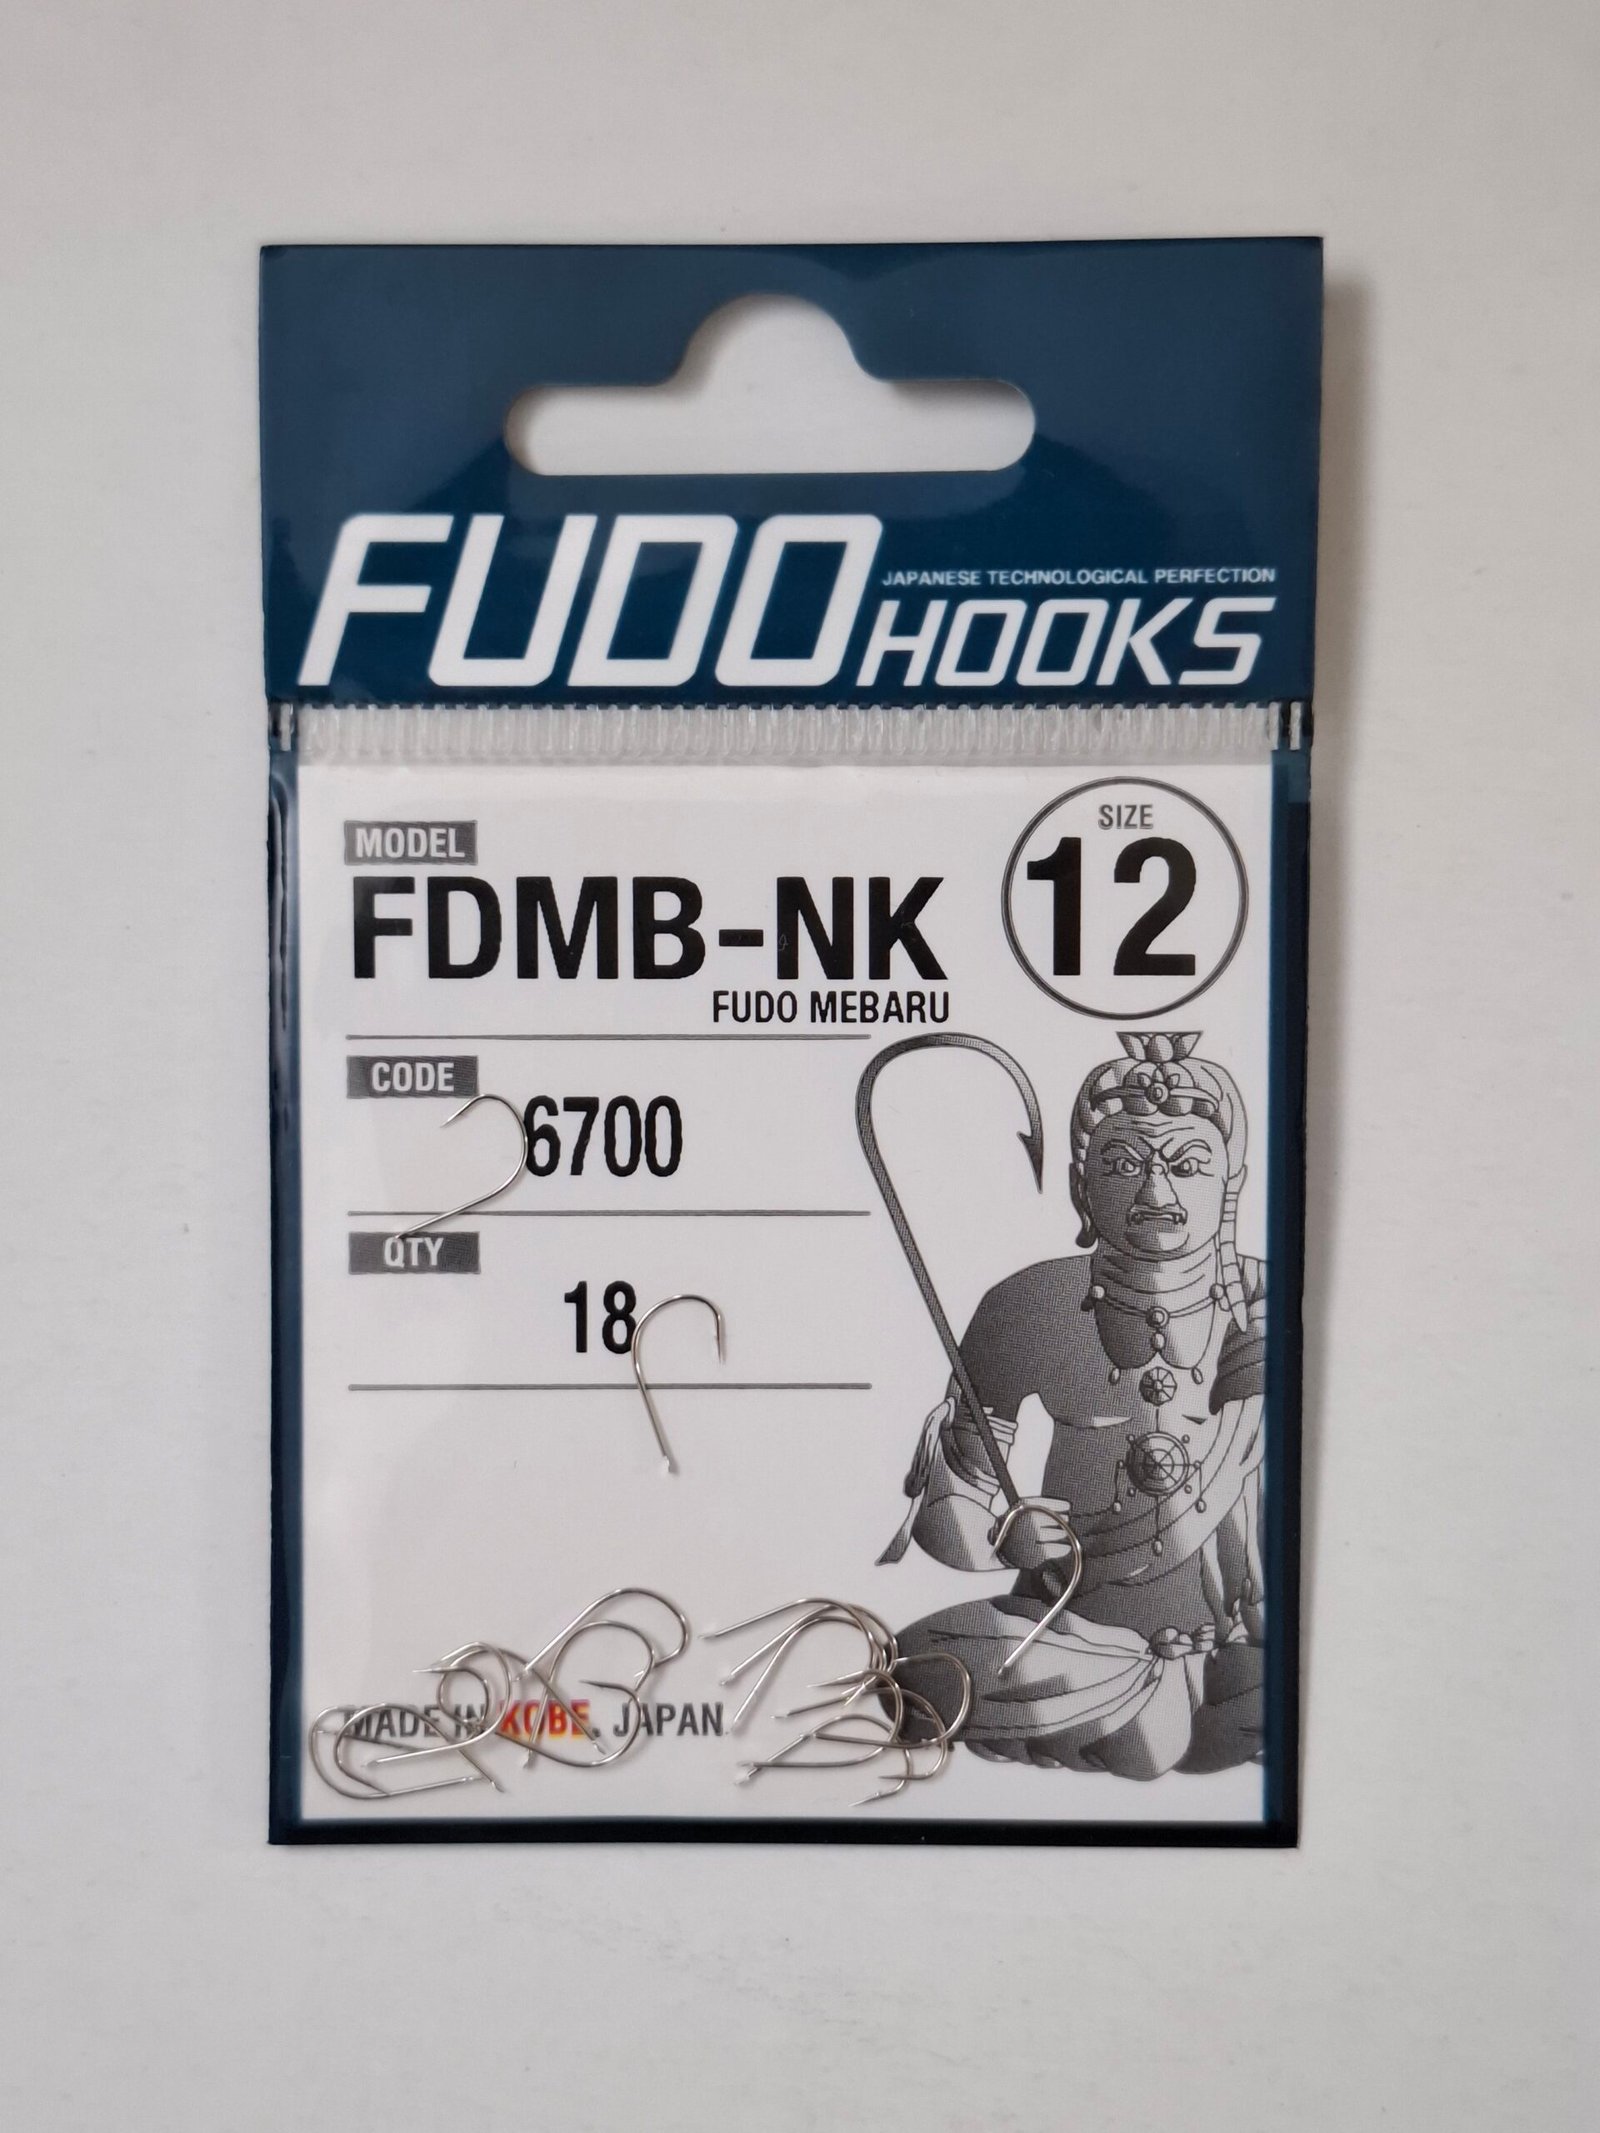 FUDO
JAPANESE TECHNOLOGICAL PERFECTION
HOOKS
MODEL
FDMB-NK
FUDO MEBARU
SIZE
12
CODE
6700
QTY
18
MADE IN KOBE, JAPAN